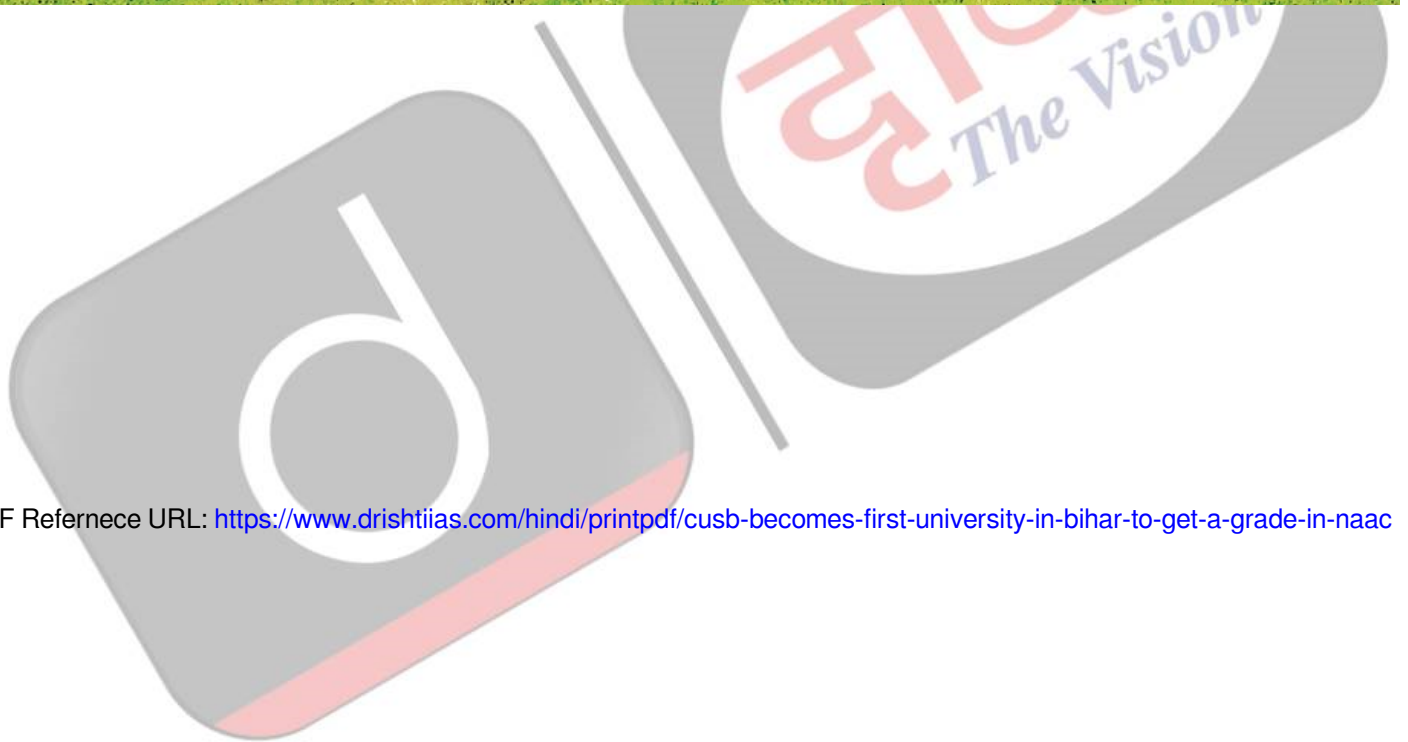 The Vision
d
F Refernece URL: https://www.drishtiias.com/hindi/printpdf/cusb-becomes-first-university-in-bihar-to-get-a-grade-in-naac